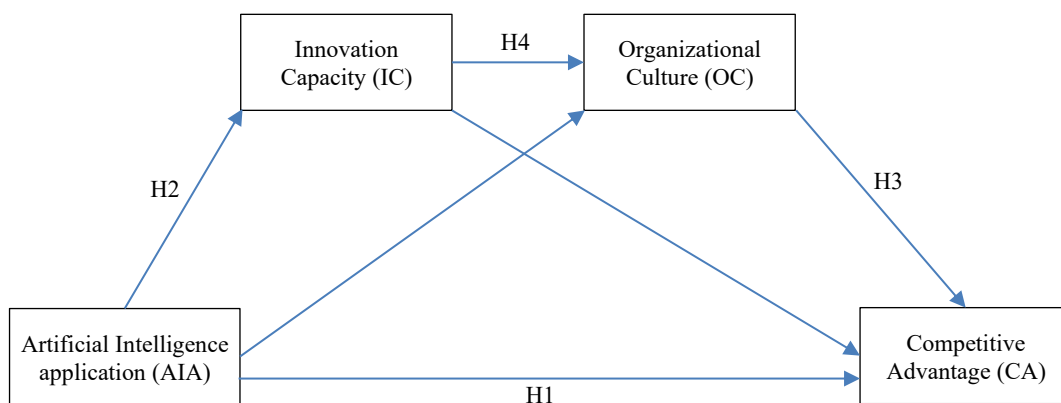 Innovation
Capacity (IC)
H4
Organizational
Culture (OC)
H2
H3
Artificial Intelligence
application (AIA)
Competitive
Advantage (CA)
H1